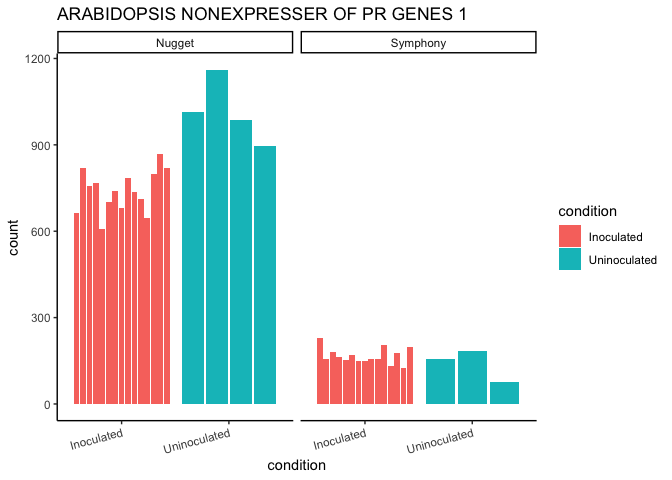 ARABIDOPSIS NONEXPRESSER OF PR GENES 1
Nugget
Symphony
1200
900
600
300
0
count
Inoculated
Uninoculated
Inoculated
Uninoculated
condition
condition
Inoculated
Uninoculated